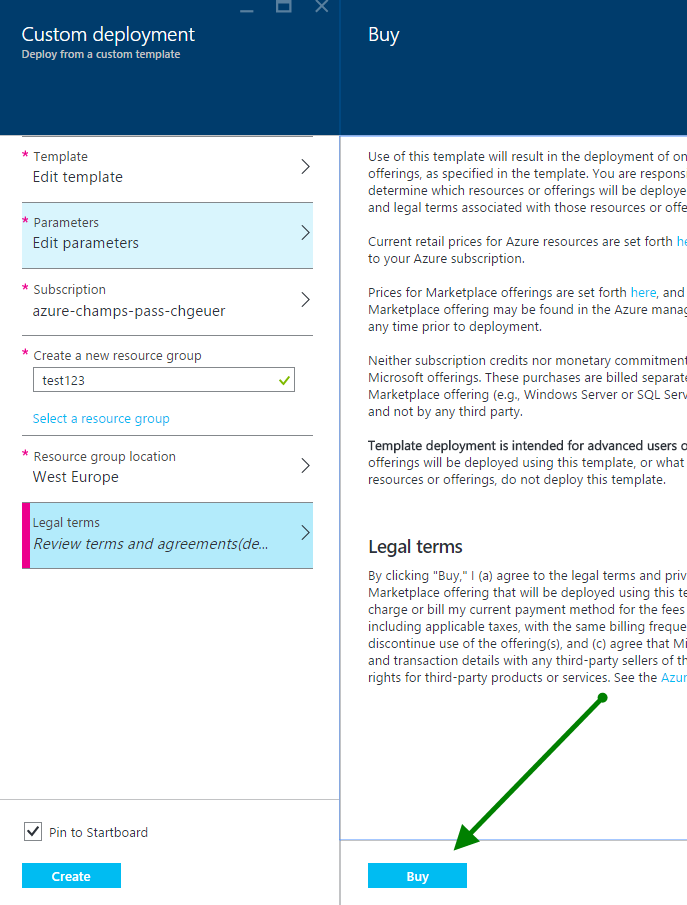 Custom deployment
Deploy from a custom template
* Template
Edit template
* Parameters
Edit parameters
* Subscription
azure-champs-pass-chgeuer
* Create a new resource group
test123
Select a resource group
* Resource group location
West Europe
Legal terms
Review terms and agreements(de...
Pin to Startboard
Create
Buy
Use of this template will result in the deployment of on
offerings, as specified in the template. You are respons
determine which resources or offerings will be deploye
and legal terms associated with those resources or offe
Current retail prices for Azure resources are set forth he
to your Azure subscription.
Prices for Marketplace offerings are set forth here, and
Marketplace offering may be found in the Azure manag
any time prior to deployment.
Neither subscription credits nor monetary commitment
Microsoft offerings. These purchases are billed separate
Marketplace offering (e.g., Windows Server or SQL Serv
and not by any third party.
Template deployment is intended for advanced users o
offerings will be deployed using this template, or what
resources or offerings, do not deploy this template.
Legal terms
By clicking "Buy," I (a) agree to the legal terms and priv
Marketplace offering that will be deployed using this te
charge or bill my current payment method for the fees
including applicable taxes, with the same billing freque
discontinue use of the offering(s), and (c) agree that Mi
and transaction details with any third-party sellers of th
rights for third-party products or services. See the Azur
Buy